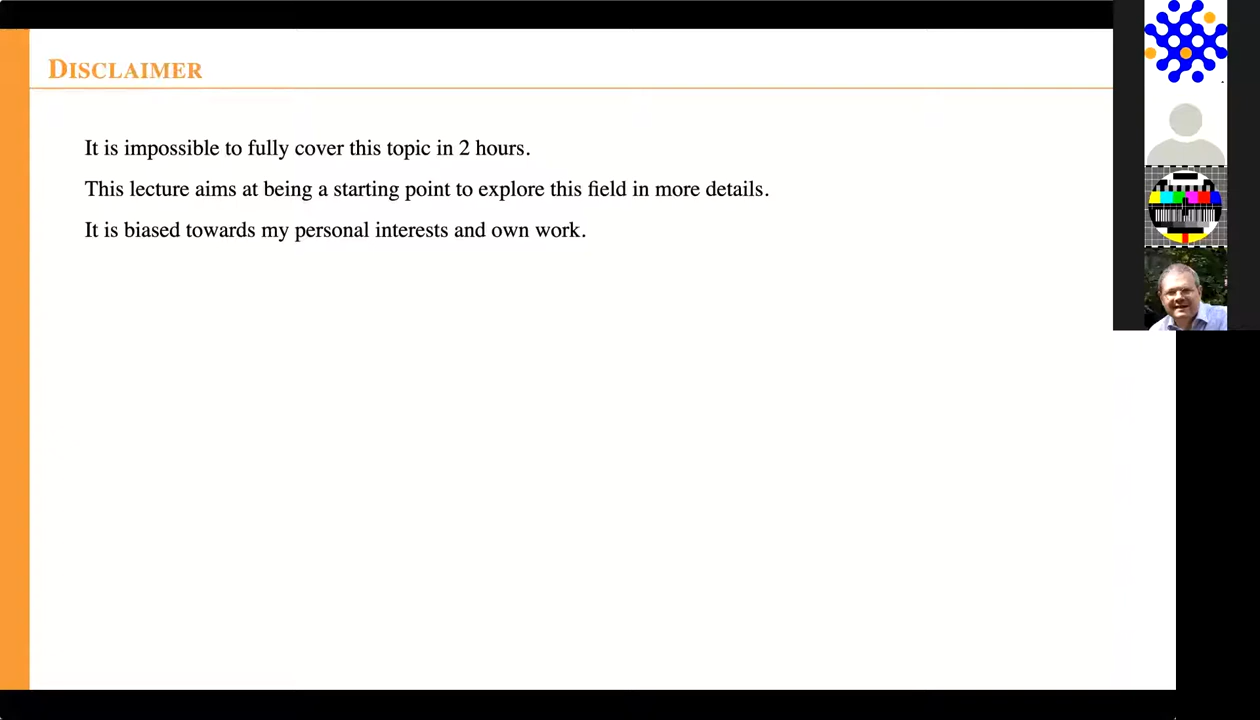 DISCLAIMER
It is impossible to fully cover this topic in 2 hours.
This lecture aims at being a starting point to explore this field in more details.
It is biased towards my personal interests and own work.